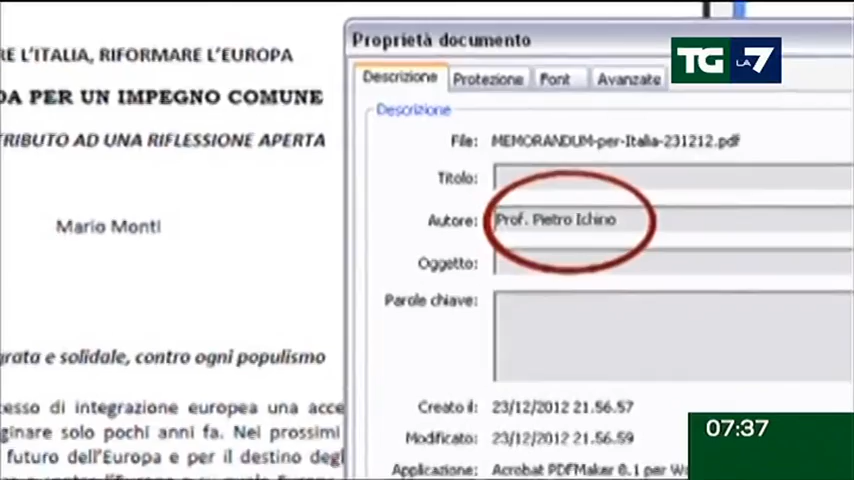 RE L'ITALIA, RIFORMARE L'EUROPA
DA PER UN IMPEGNO COMUNE
TRIBUTO AD UNA RIFLESSIONE APERTA
Mario Monti
grata e solidale, contro ogni populismo
cesso di integrazione europea una acce
ginare solo pochi anni fa. Nei prossimi
futuro dell'Europa e per il destino degl
Proprietà documento
Descrizione Protezione Font Avanzate
Descrizione
File: MEMORANDUM-per-Italia-231212.pdf
Titolo:
Autore: Prof. Pietro Ichino
Oggetto:
Parole chiave:
Creato il: 23/12/2012 21.56.57
Modificato: 23/12/2012 21.56.59
Applicazione: Acrobat PDFMaker 8.1 per Wo
TG LA7
07:37